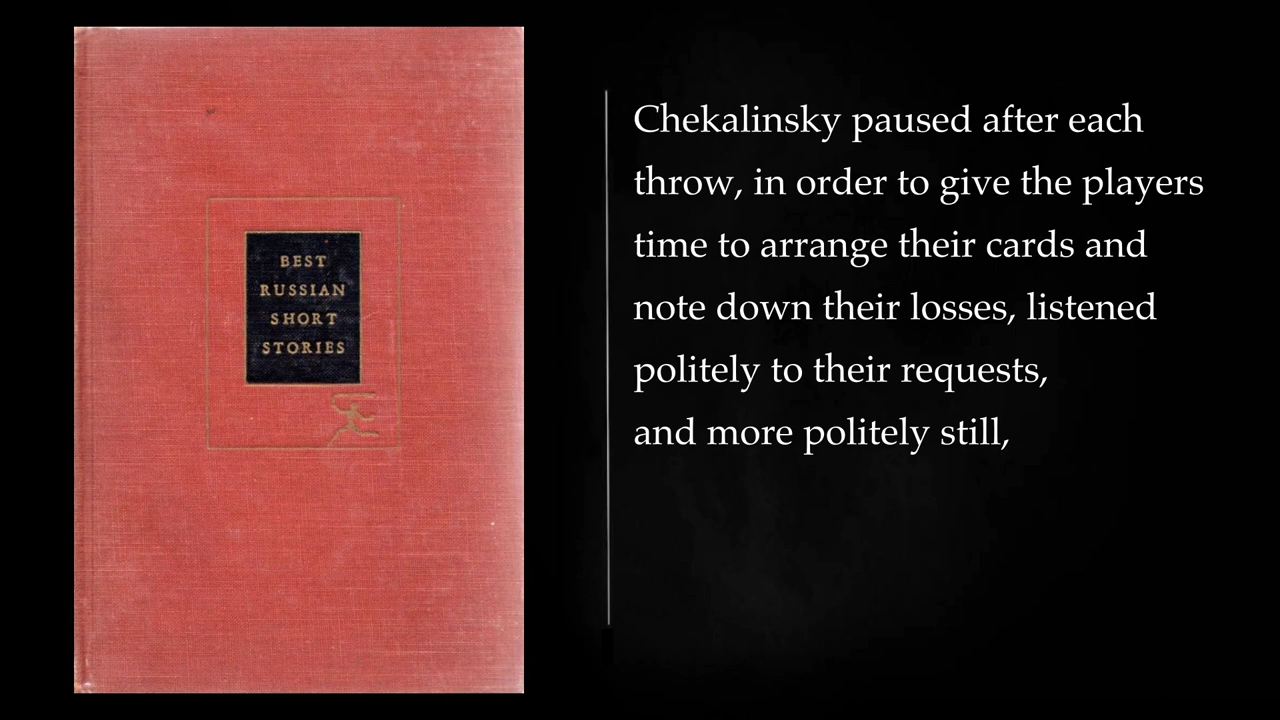 BEST
RUSSIAN
SHORT
STORIES
Chekalinsky paused after each
throw, in order to give the players
time to arrange their cards and
note down their losses, listened
politely to their requests,
and more politely still,